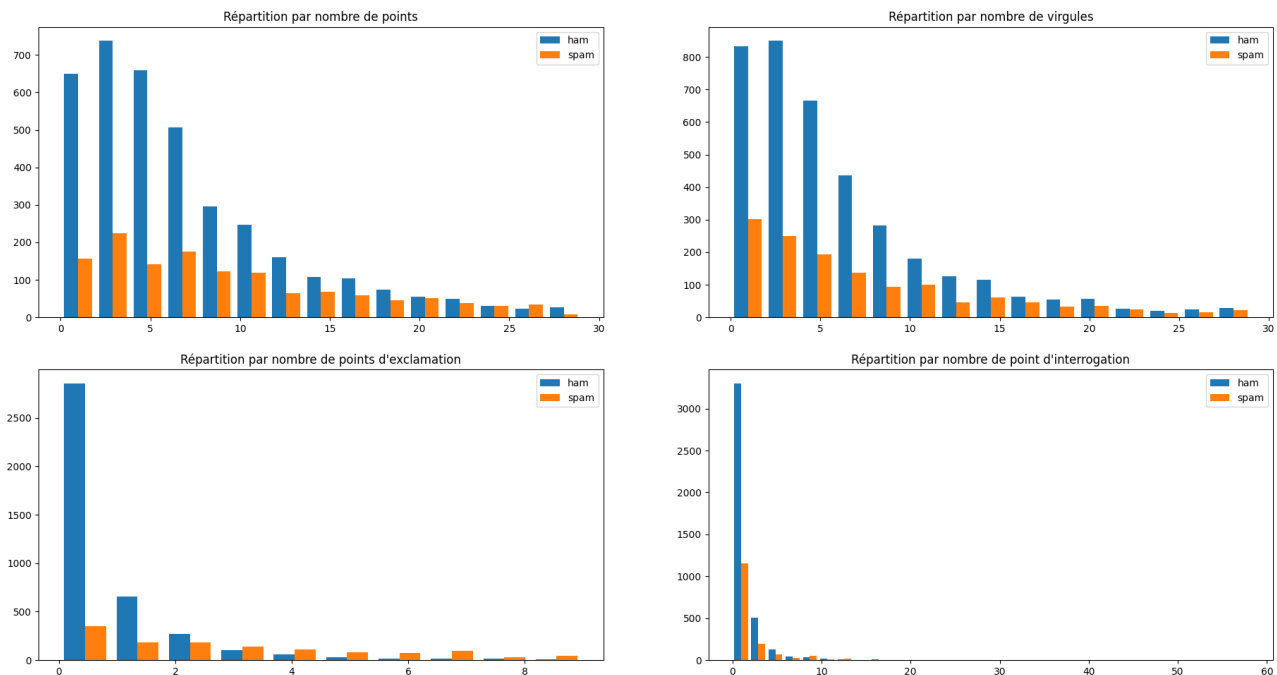 Répartition par nombre de points
700
600
500
400
300
200
100
0
0 5 10 15 20 25 30
ham
spam
Répartition par nombre de virgules
800
700
600
500
400
300
200
100
0
0 5 10 15 20 25 30
ham
spam
Répartition par nombre de points d'exclamation
2500
2000
1500
1000
500
0
0 2 4 6 8
ham
spam
Répartition par nombre de point d'interrogation
3000
2500
2000
1500
1000
500
0
0 10 20 30 40 50 60
ham
spam